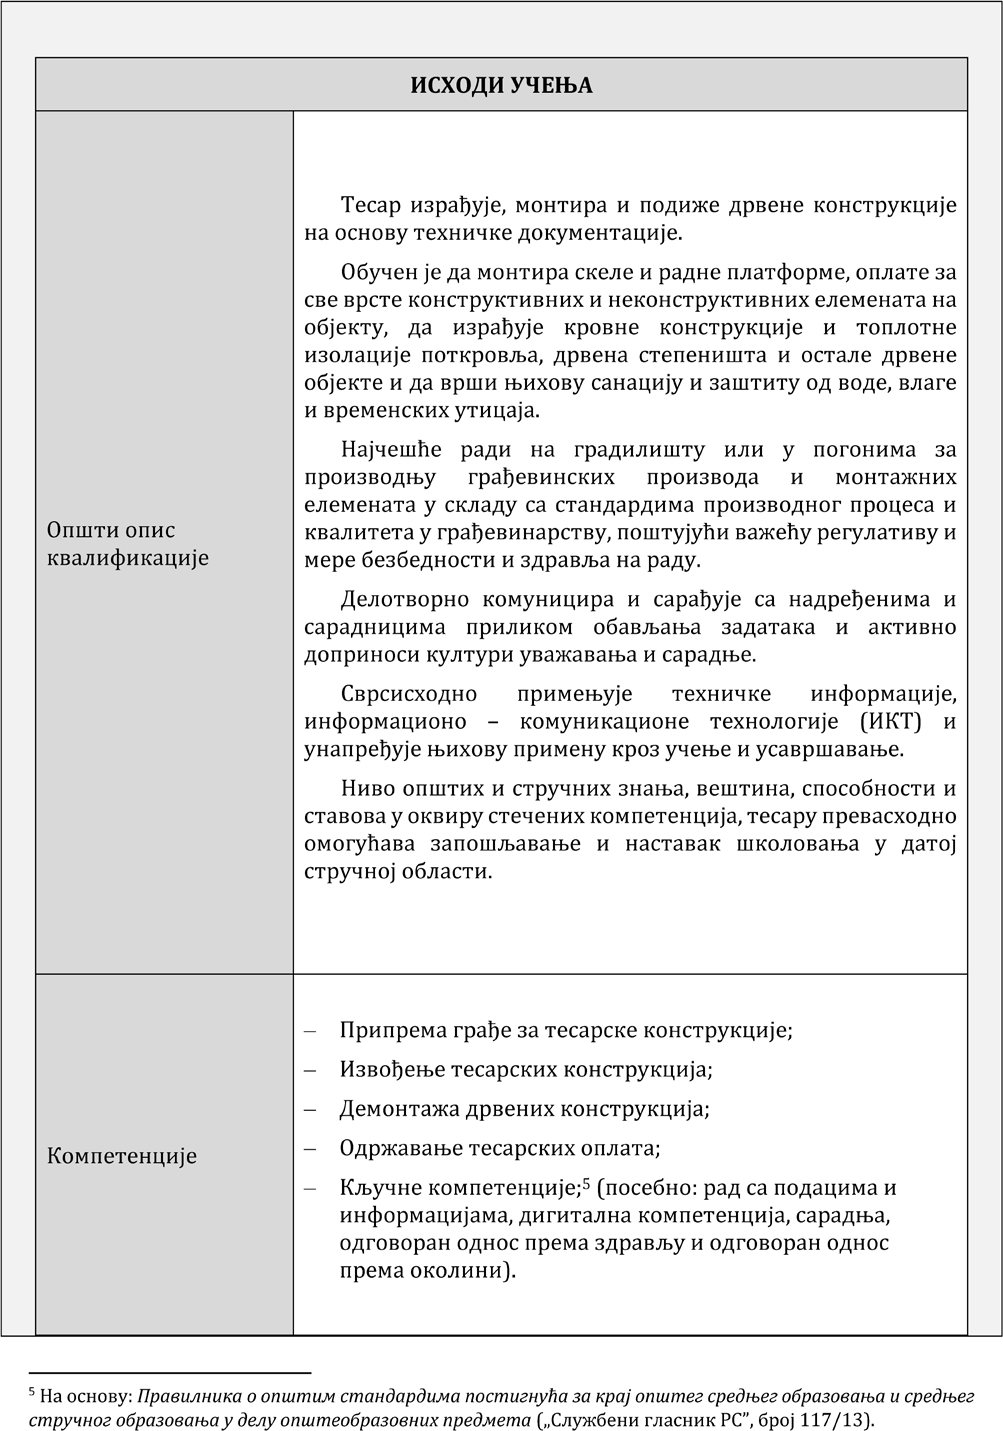 ИСХОДИ УЧЕЊА
Општи опис
квалификације
Тесар израђује, монтира и подиже дрвене конструкције
на основу техничке документације.
Обучен је да монтира скеле и радне платформе, оплате за
све врсте конструктивних и неконструктивних елемената на
објекту, да израђује кровне конструкције и топлотне
изолације поткровља, дрвена степеништа и остале дрвене
објекте и да врши њихову санацију и заштиту од воде, влаге
и временских утицаја.
Најчешће ради на градилишту или у погонима за
производњу грађевинских производа и монтажних
елемената у складу са стандардима производног процеса и
квалитета у грађевинарству, поштујући важећу регулативу и
мере безбедности и здравља на раду.
Делотворно комуницира и сарађује са надређенима и
сарадницима приликом обављања задатака и активно
доприноси култури уважавања и сарадње.
Сврсисходно примењује техничке информације,
информационо – комуникационе технологије (ИКТ) и
унапређује њихову примену кроз учење и усавршавање.
Ниво општих и стручних знања, вештина, способности и
ставова у оквиру стечених компетенција, тесару превасходно
омогућава запошљавање и наставак школовања у датој
стручној области.
Компетенције
– Припрема грађе за тесарске конструкције;
– Извођење тесарских конструкција;
– Демонтажа дрвених конструкција;
– Одржавање тесарских оплата;
– Кључне компетенције;⁵ (посебно: рад са подацима и
информацијама, дигитална компетенција, сарадња,
одговоран однос према здрављу и одговоран однос
према околини).
⁵ На основу: Правилника о општим стандардима постигнућа за крај општег средњег образовања и средњег
стручног образовања у делу општеобразовних предмета („Службени гласник РС”, број 117/13).